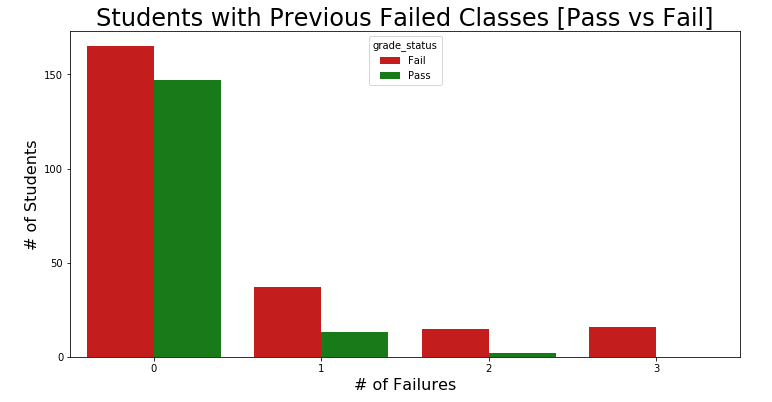 Students with Previous Failed Classes [Pass vs Fail]
grade_status
Fail
Pass
# of Students
150
100
50
0
0 1 2 3
# of Failures